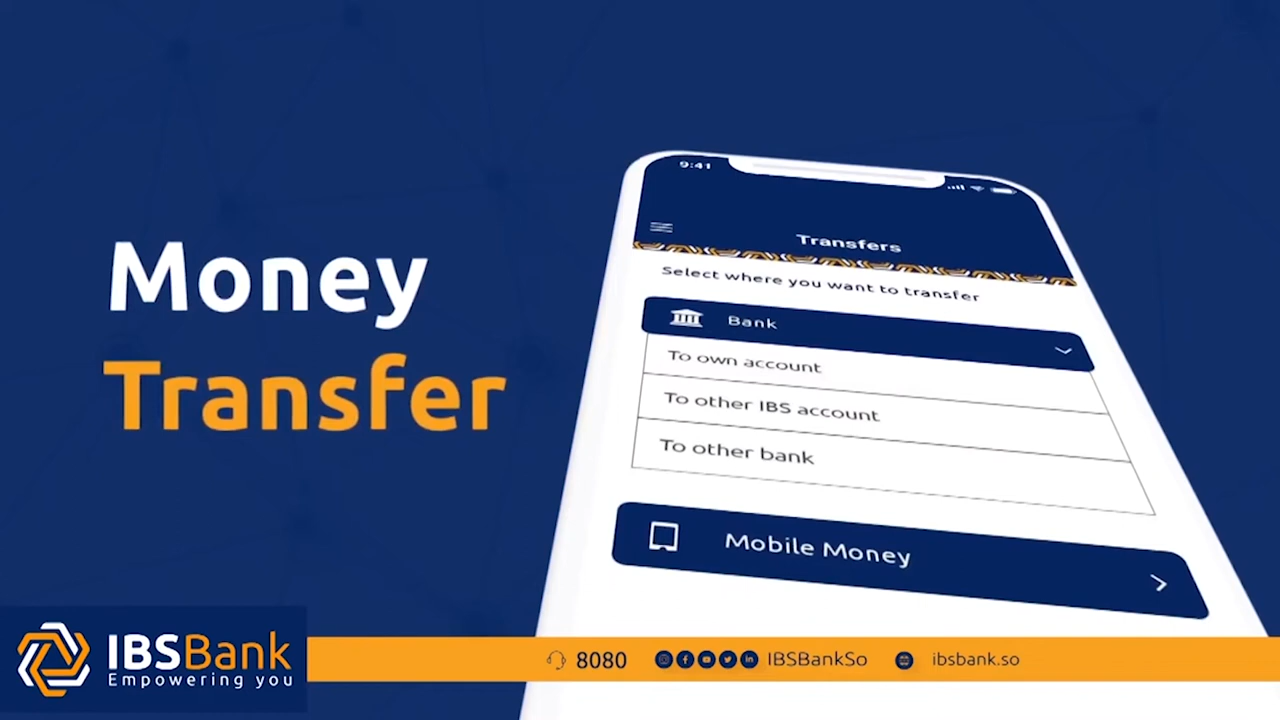 Money
Transfer
9:41
Transfers
Select where you want to transfer
Bank
To own account
To other IBS account
To other bank
Mobile Money
IBSBank
Empowering you
8080
IBSBankSo
ibsbank.so